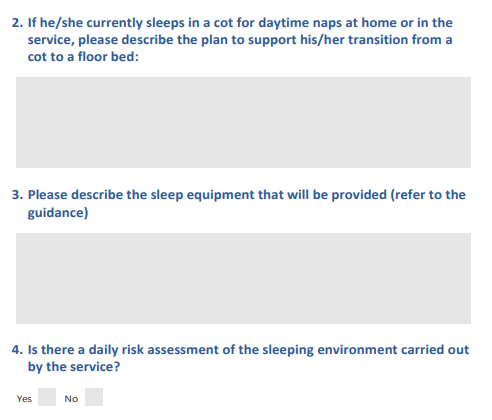 2. If he/she currently sleeps in a cot for daytime naps at home or in the
service, please describe the plan to support his/her transition from a
cot to a floor bed:
3. Please describe the sleep equipment that will be provided (refer to the
guidance)
4. Is there a daily risk assessment of the sleeping environment carried out
by the service?
Yes No